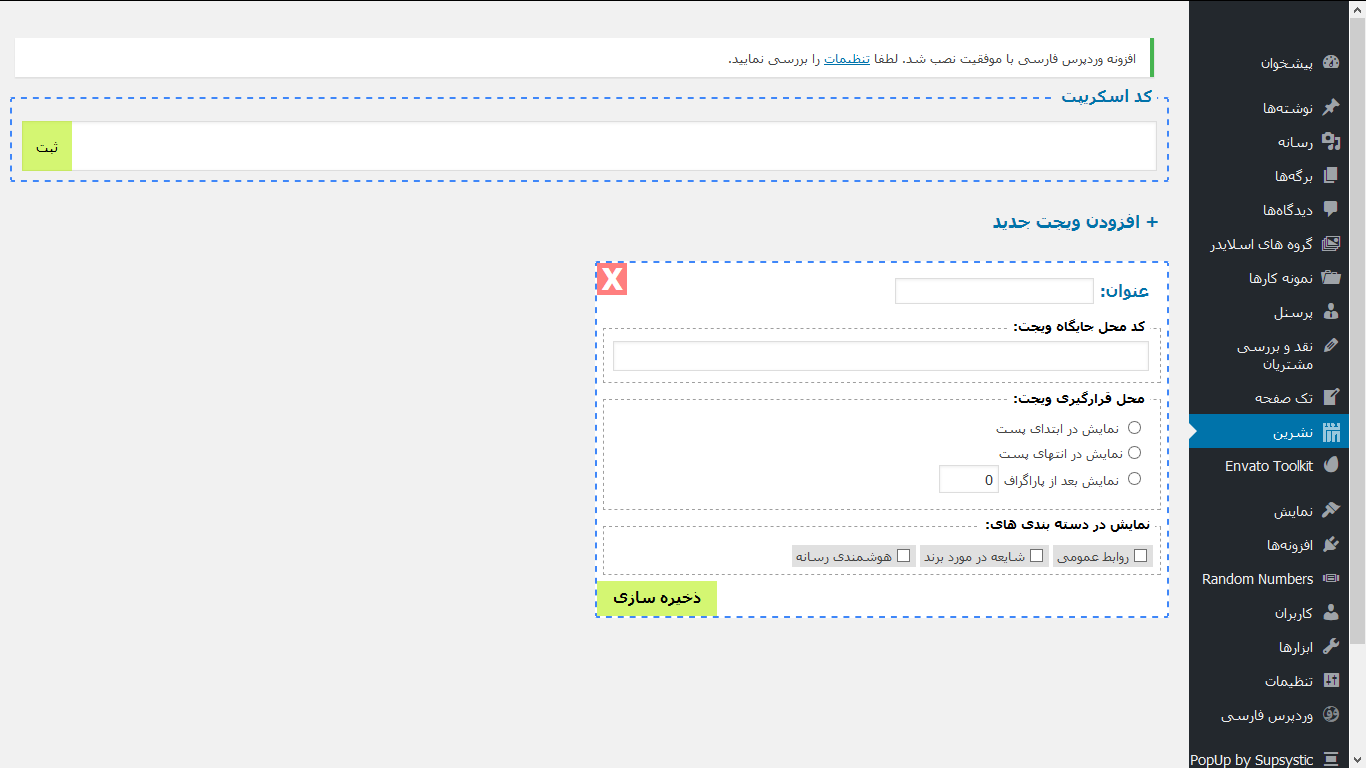 افزونه وردپرس فارسی با موفقیت نصب شد. لطفا تنظیمات را بررسی نمایید.
کد اسکریپت
ثبت
+ افزودن ویجت جدید
X
عنوان:
کد محل جایگاه ویجت:
محل قرارگیری ویجت:
نمایش در ابتدای پست
نمایش در انتهای پست
نمایش بعد از پاراگراف 0
نمایش در دسته بندی های:
روابط عمومی شایعه در مورد برند هوشمندی رسانه
ذخیره سازی
پیشخوان
نوشته‌ها
رسانه
برگه‌ها
دیدگاه‌ها
گروه های اسلایدر
نمونه کارها
پرسنل
نقد و بررسی
مشتریان
تک صفحه
نشرین
Envato Toolkit
نمایش
افزونه‌ها
Random Numbers
کاربران
ابزارها
تنظیمات
وردپرس فارسی
PopUp by Supsystic